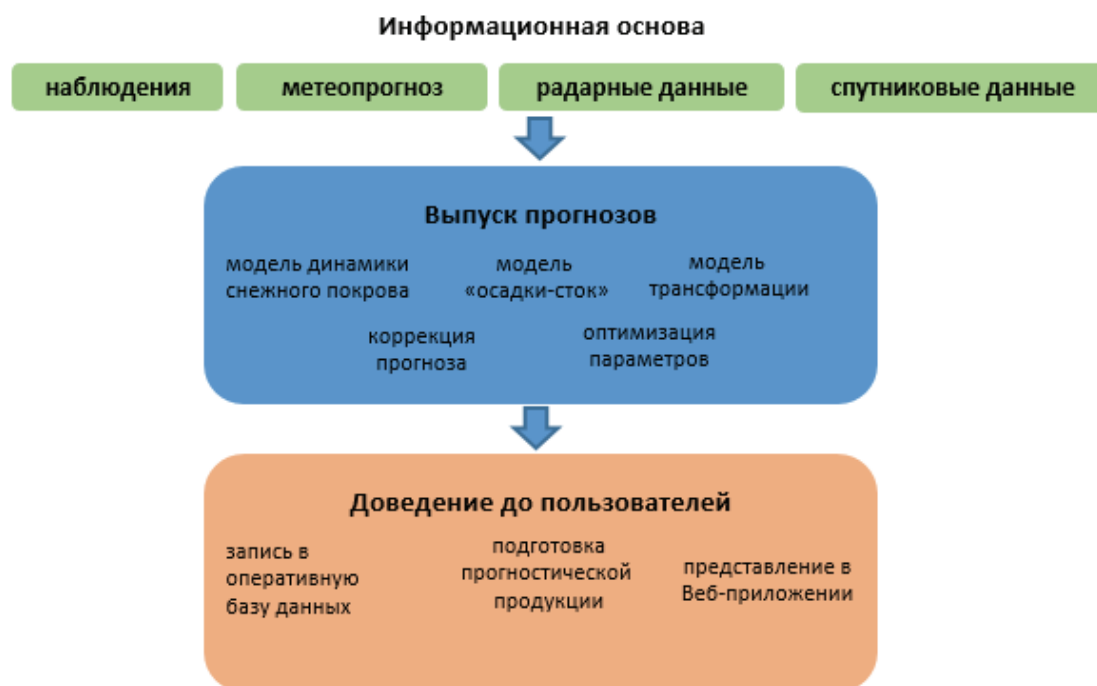 Информационная основа
наблюдения
метеопрогноз
радарные данные
спутниковые данные
Выпуск прогнозов
модель динамики
снежного покрова
модель
«осадки-сток»
модель
трансформации
коррекция
прогноза
оптимизация
параметров
Доведение до пользователей
запись в
оперативную
базу данных
подготовка
прогностической
продукции
представление в
Веб-приложении